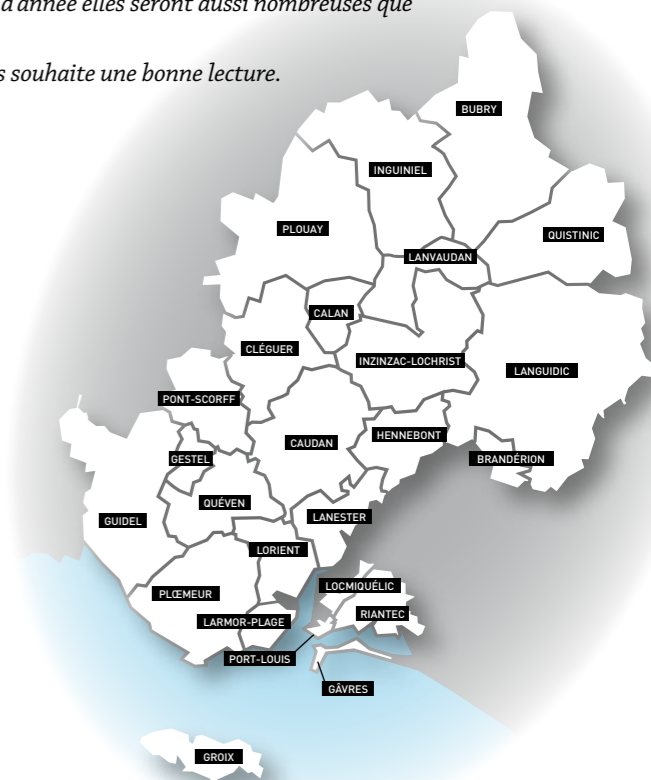 d'année elles seront aussi nombreuses que
s souhaite une bonne lecture.
BUBRY
INGUINIEL
PLOUAY
QUISTINIC
LANVAUDAN
CALAN
CLÉGUER
INZINZAC-LOCHRIST
LANGUIDIC
PONT-SCORFF
HENNEBONT
CAUDAN
GESTEL
BRANDÉRION
QUÉVEN
LANESTER
GUIDEL
LORIENT
LOCMIQUÉLIC
PLŒMEUR
RIANTEC
LARMOR-PLAGE
PORT-LOUIS
GÂVRES
GROIX